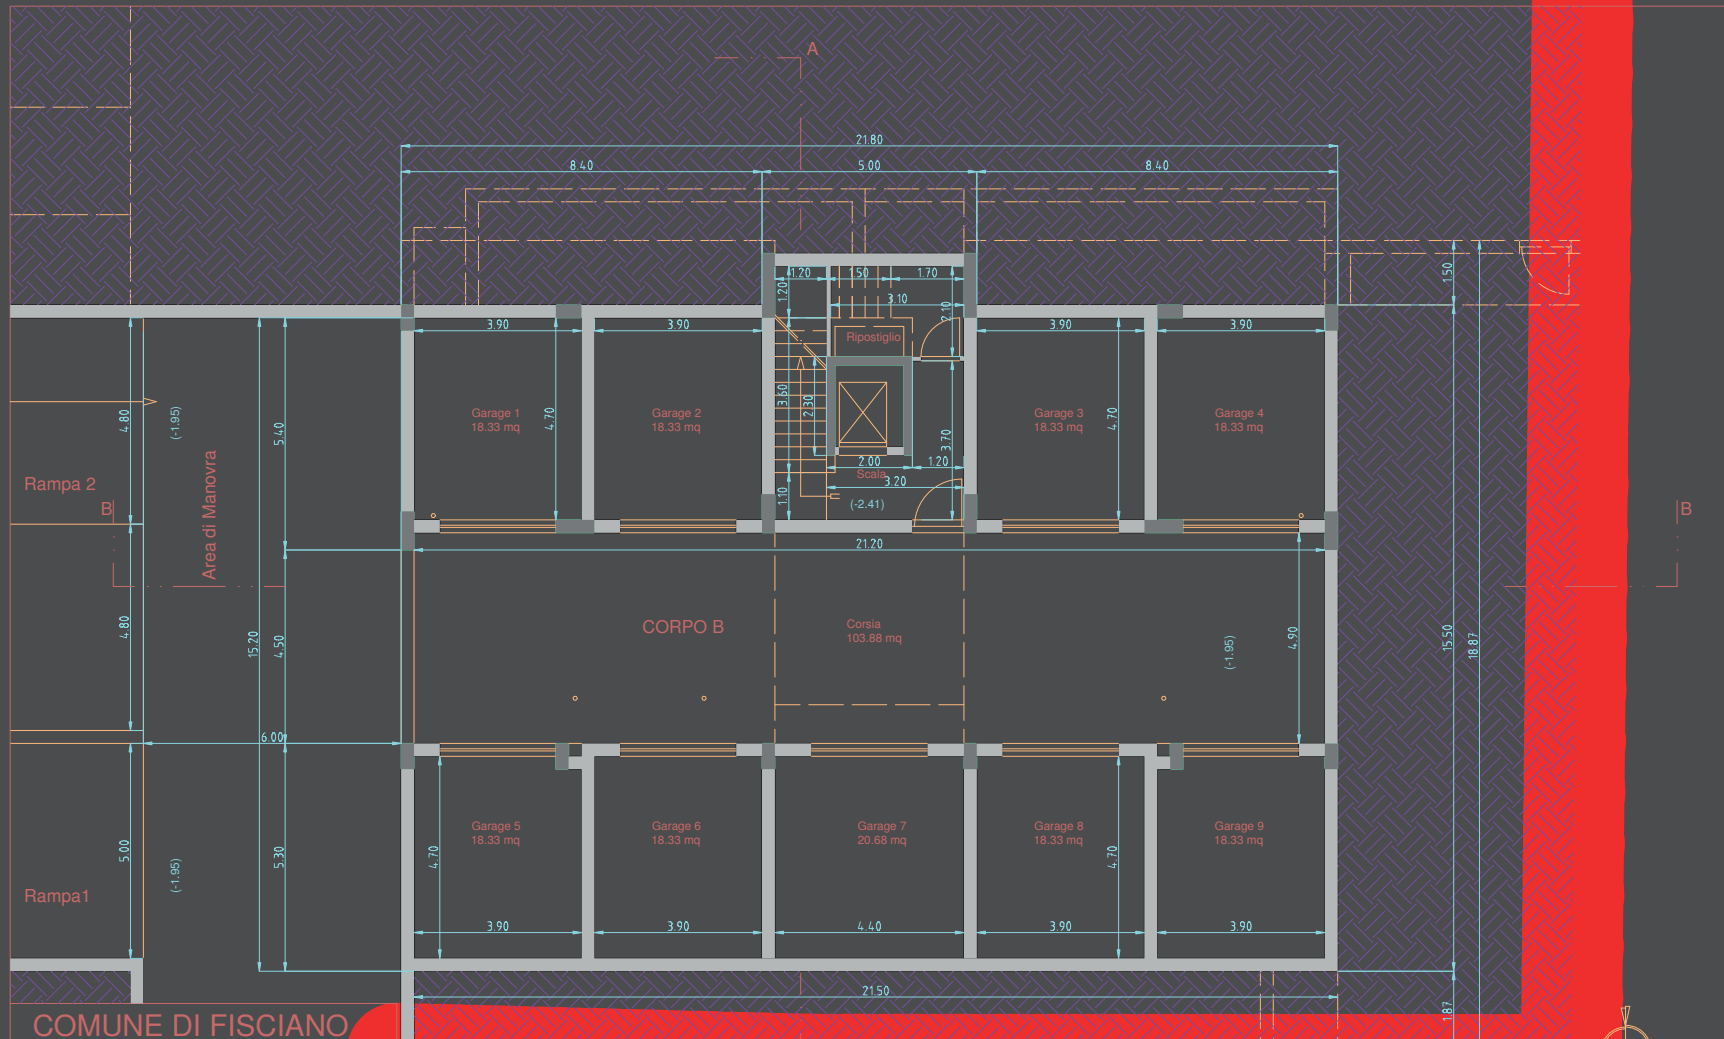 A
21.80
8.40
5.00
8.40
1.20
1.50
1.70
1.20
3.10
2.10
1.50
3.90
3.90
3.90
3.90
Ripostiglio
4.80
(-1.95)
5.40
Garage 1
18.33 mq
4.70
Garage 2
18.33 mq
3.60
2.30
3.70
Garage 3
18.33 mq
4.70
Garage 4
18.33 mq
Rampa 2
Area di Manovra
2.00
1.20
Scala
3.20
1.10
(-2.41)
B
B
21.20
4.80
15.20
4.50
CORPO B
Corsia
103.88 mq
(-1.95)
4.90
15.50
18.87
6.00
5.00
(-1.95)
5.30
4.70
Garage 5
18.33 mq
Garage 6
18.33 mq
Garage 7
20.68 mq
Garage 8
18.33 mq
4.70
Garage 9
18.33 mq
Rampa1
3.90
3.90
4.40
3.90
3.90
21.50
1.87
COMUNE DI FISCIANO